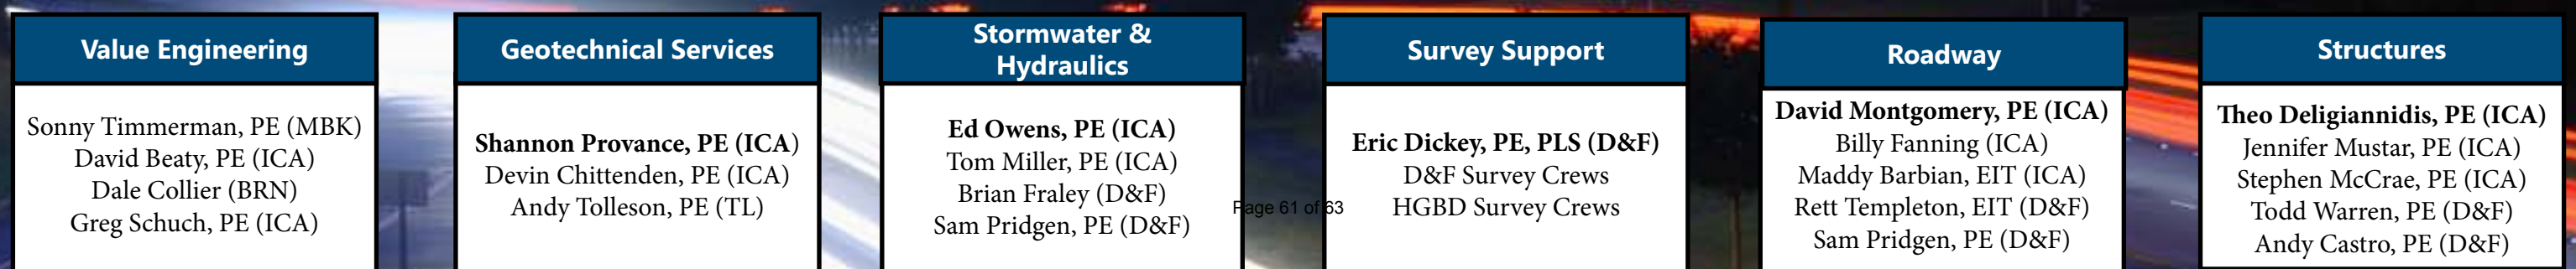 Value Engineering
Sonny Timmerman, PE (MBK)
David Beaty, PE (ICA)
Dale Collier (BRN)
Greg Schuch, PE (ICA)
Geotechnical Services
Shannon Provance, PE (ICA)
Devin Chittenden, PE (ICA)
Andy Tolleson, PE (TL)
Stormwater &
Hydraulics
Ed Owens, PE (ICA)
Tom Miller, PE (ICA)
Brian Fraley (D&F)
Sam Pridgen, PE (D&F)
Page 61 of 63
Survey Support
Eric Dickey, PE, PLS (D&F)
D&F Survey Crews
HGBD Survey Crews
Roadway
David Montgomery, PE (ICA)
Billy Fanning (ICA)
Maddy Barbian, EIT (ICA)
Rett Templeton, EIT (D&F)
Sam Pridgen, PE (D&F)
Structures
Theo Deligiannidis, PE (ICA)
Jennifer Mustar, PE (ICA)
Stephen McCrae, PE (ICA)
Todd Warren, PE (D&F)
Andy Castro, PE (D&F)